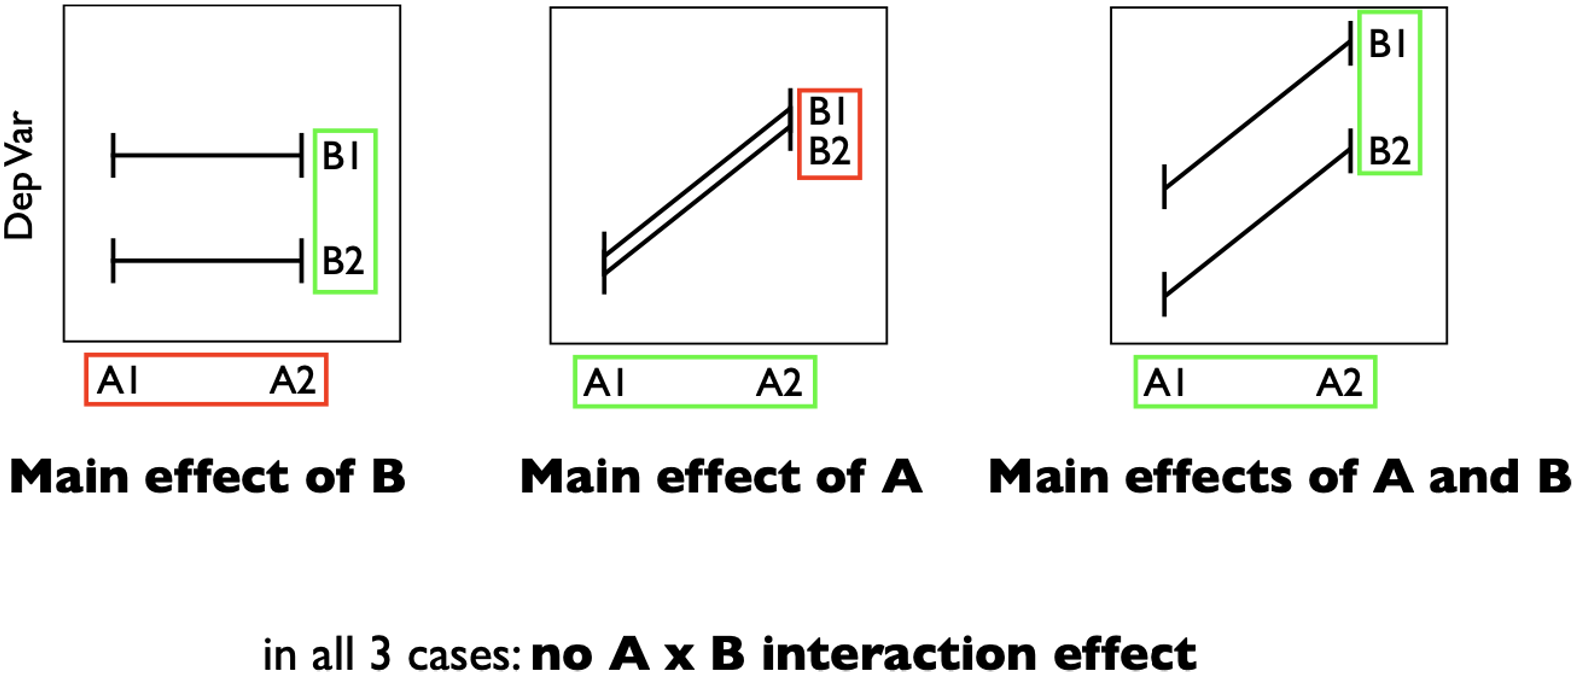 Dep Var
B1
B2
A1 A2
Main effect of B
B1
B2
A1 A2
Main effect of A
B1
B2
A1 A2
Main effects of A and B
in all 3 cases: no A x B interaction effect